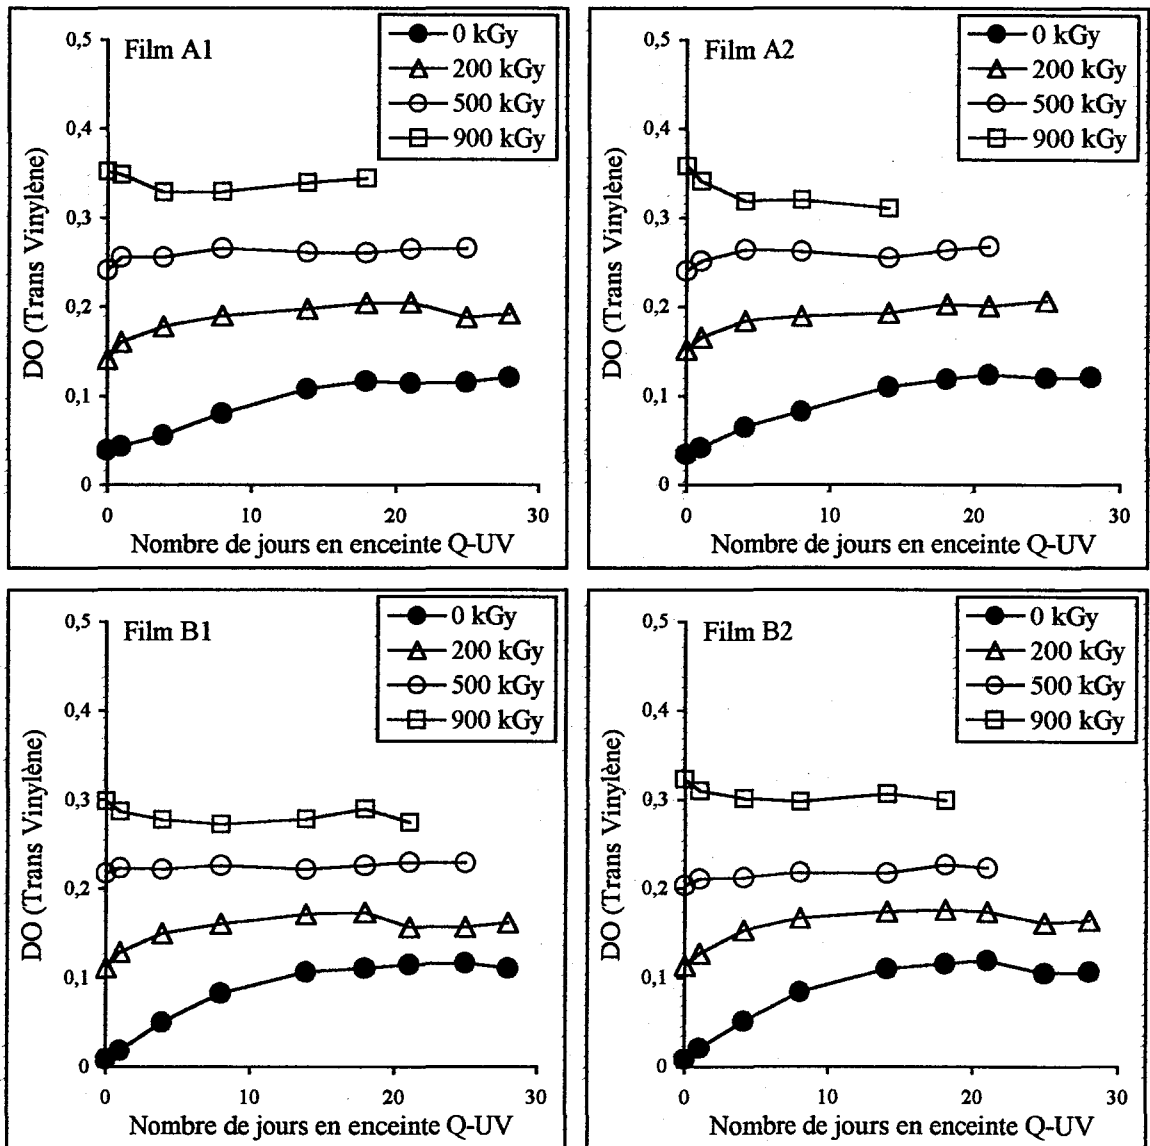 Film A1
0 kGy
200 kGy
500 kGy
900 kGy
DO (Trans Vinylène)
0,5
0,4
0,3
0,2
0,1
0
0 10 20 30
Nombre de jours en enceinte Q-UV
Film A2
0 kGy
200 kGy
500 kGy
900 kGy
DO (Trans Vinylène)
0,5
0,4
0,3
0,2
0,1
0
0 10 20 30
Nombre de jours en enceinte Q-UV
Film B1
0 kGy
200 kGy
500 kGy
900 kGy
DO (Trans Vinylène)
0,5
0,4
0,3
0,2
0,1
0
0 10 20 30
Nombre de jours en enceinte Q-UV
Film B2
0 kGy
200 kGy
500 kGy
900 kGy
DO (Trans Vinylène)
0,5
0,4
0,3
0,2
0,1
0
0 10 20 30
Nombre de jours en enceinte Q-UV